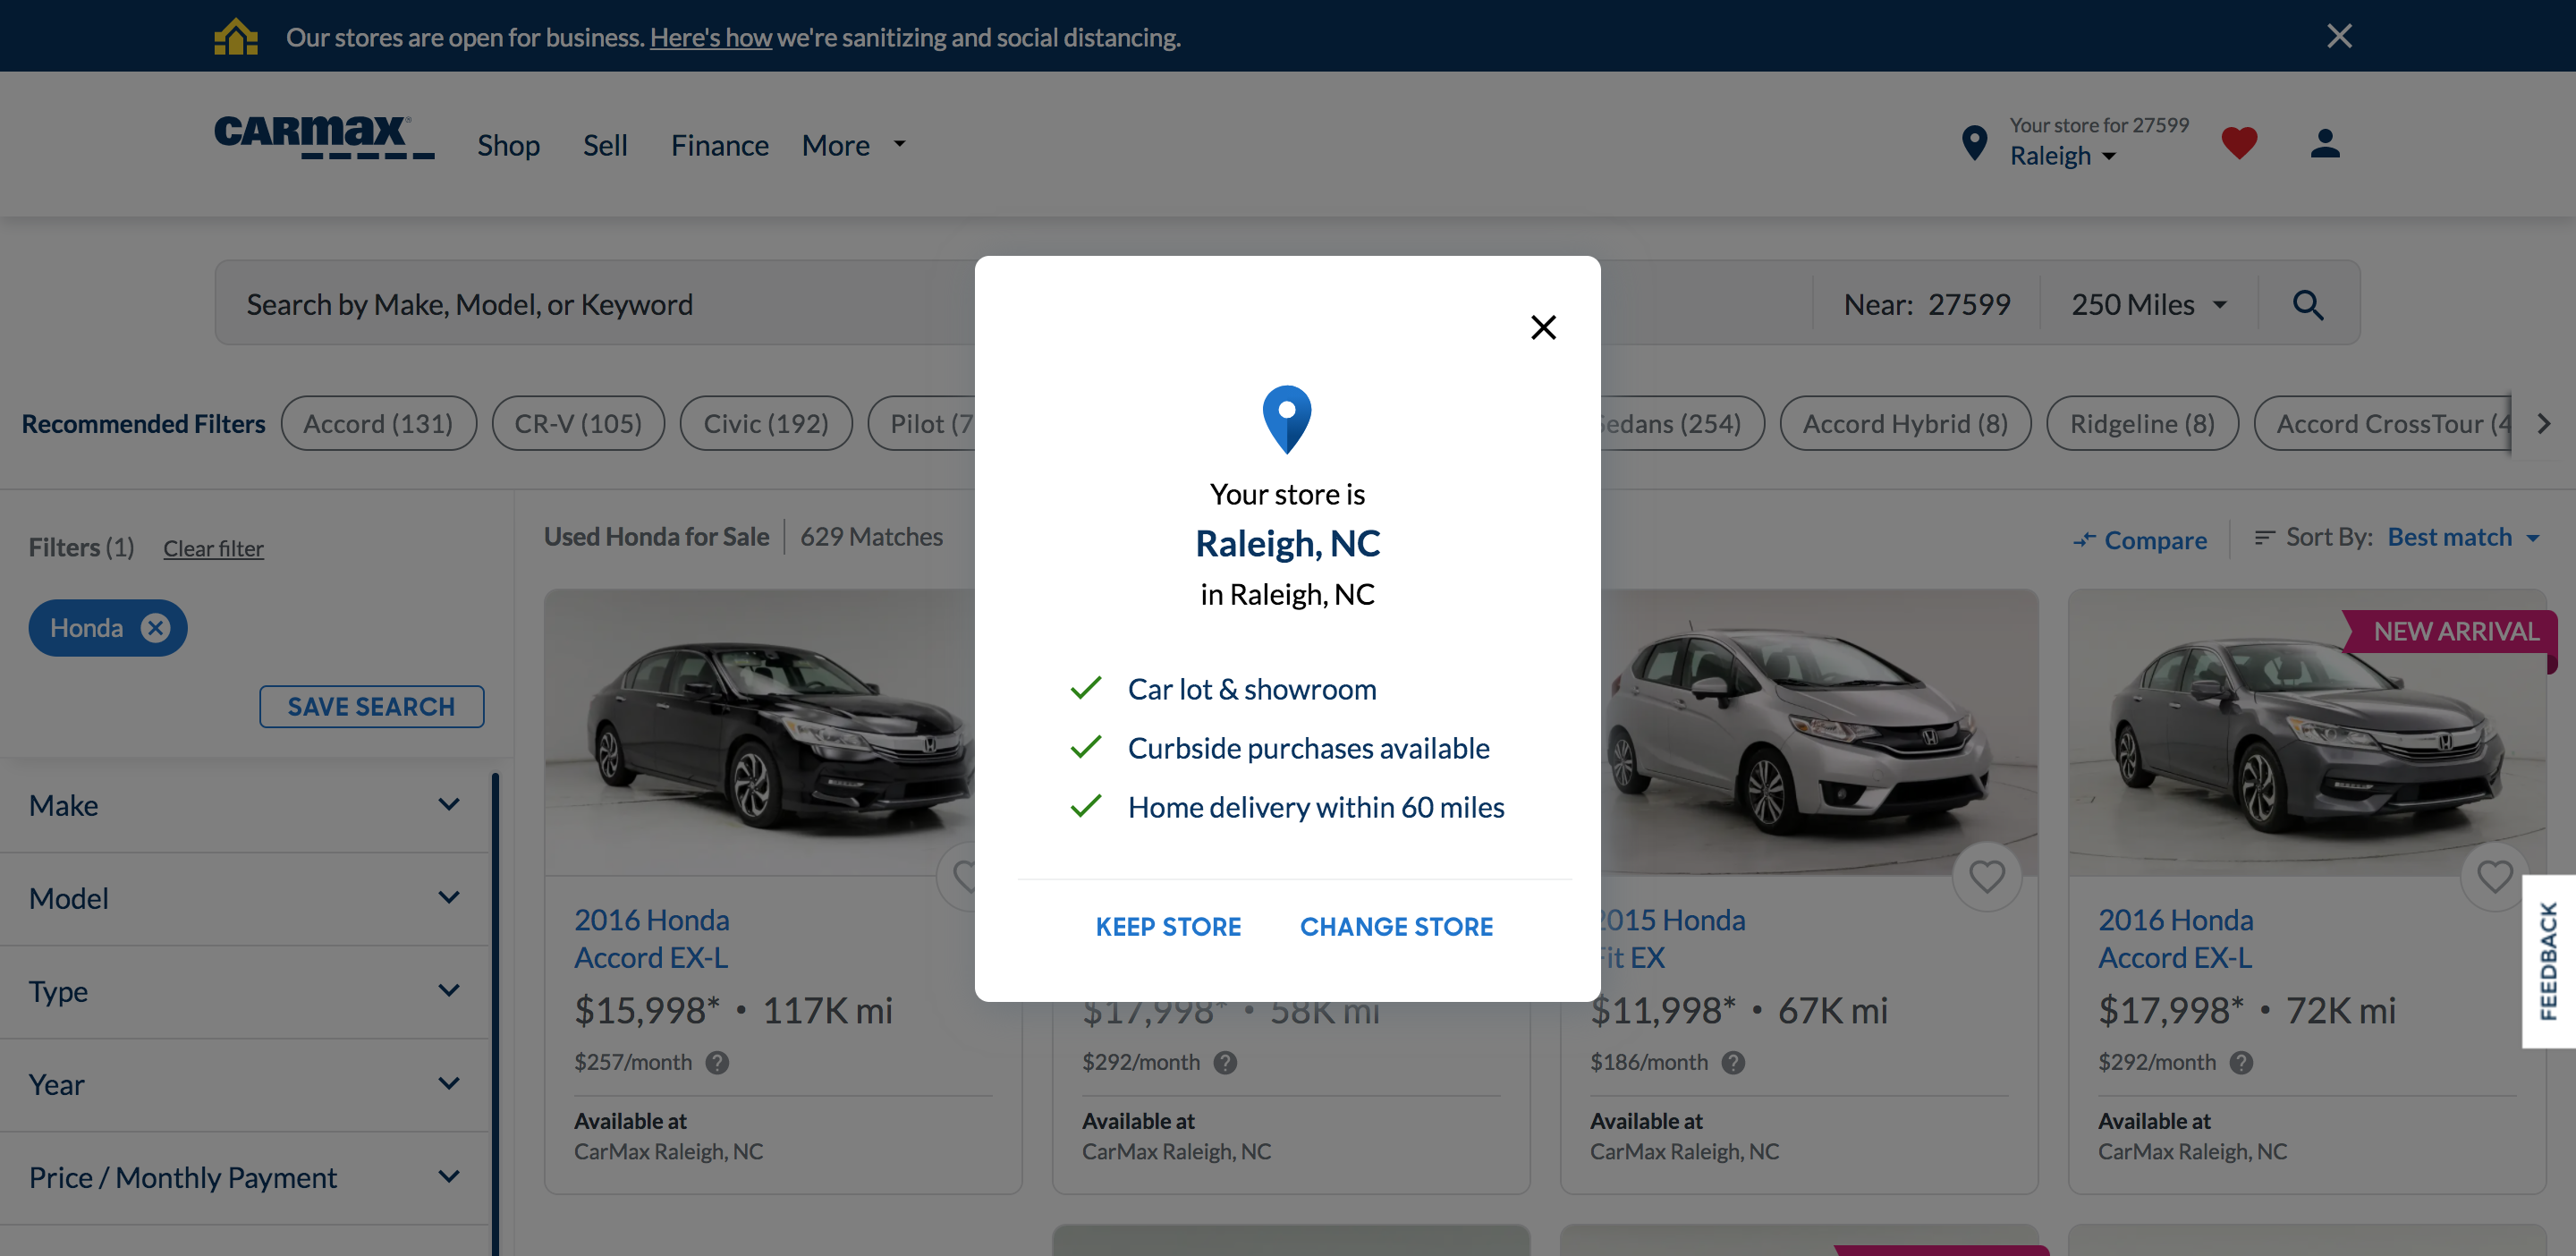 Our stores are open for business. Here's how we're sanitizing and social distancing.
CARMAX
Shop
Sell
Finance
More
Your store for 27599
Raleigh
Search by Make, Model, or Keyword
Near: 27599
250 Miles
Recommended Filters
Accord (131)
CR-V (105)
Civic (192)
Pilot (7
Sedans (254)
Accord Hybrid (8)
Ridgeline (8)
Accord CrossTour (4
Filters (1)
Clear filter
Honda
SAVE SEARCH
Make
Model
Type
Year
Price / Monthly Payment
Used Honda for Sale
629 Matches
Compare
Sort By: Best match
Your store is
Raleigh, NC
in Raleigh, NC
Car lot & showroom
Curbside purchases available
Home delivery within 60 miles
KEEP STORE
CHANGE STORE
2016 Honda
Accord EX-L
$15,998* • 117K mi
$257/month
Available at
CarMax Raleigh, NC
$17,998* • 58K mi
$292/month
Available at
CarMax Raleigh, NC
2015 Honda
Fit EX
$11,998* • 67K mi
$186/month
Available at
CarMax Raleigh, NC
NEW ARRIVAL
2016 Honda
Accord EX-L
$17,998* • 72K mi
$292/month
Available at
CarMax Raleigh, NC
FEEDBACK